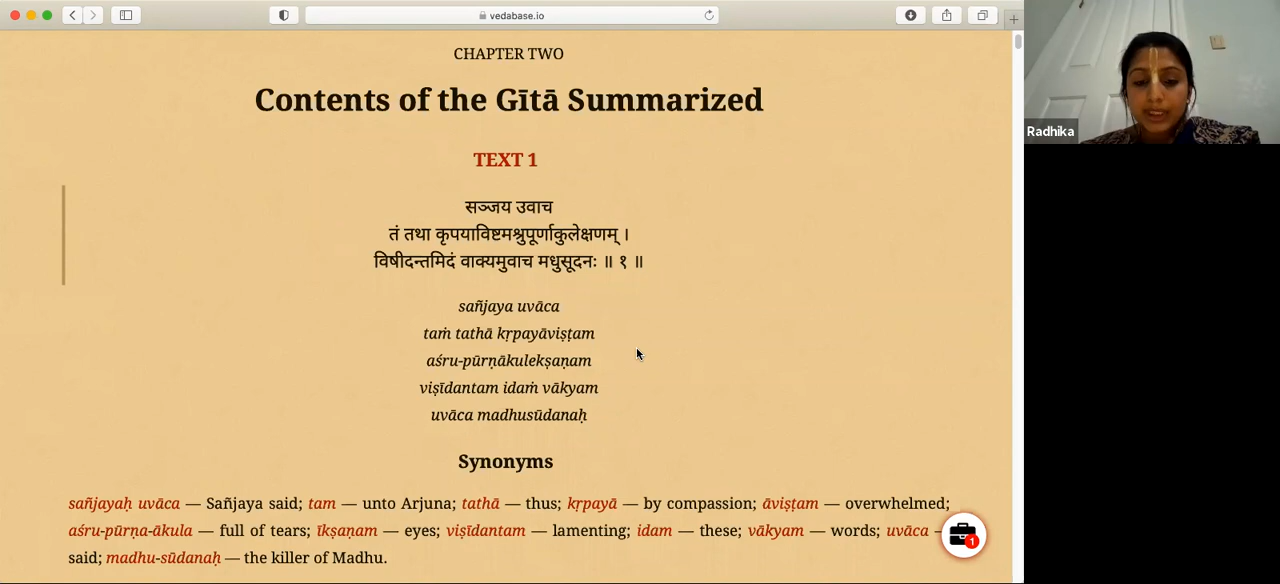 vedabase.io
CHAPTER TWO
Contents of the Gītā Summarized
TEXT 1
सञ्जय उवाच
तं तथा कृपयाविष्टमश्रुपूर्णाकुलेक्षणम् ।
विषीदन्तमिदं वाक्यमुवाच मधुसूदनः ॥ १ ॥
sañjaya uvāca
taṁ tathā kṛpayāviṣṭam
aśru-pūrṇākulekṣaṇam
viṣīdantam idaṁ vākyam
uvāca madhusūdanaḥ
Synonyms
sañjayaḥ uvāca — Sañjaya said; tam — unto Arjuna; tathā — thus; kṛpayā — by compassion; āviṣṭam — overwhelmed;
aśru-pūrṇa-ākula — full of tears; īkṣaṇam — eyes; viṣīdantam — lamenting; idam — these; vākyam — words; uvāca —
said; madhu-sūdanaḥ — the killer of Madhu.
1
Radhika